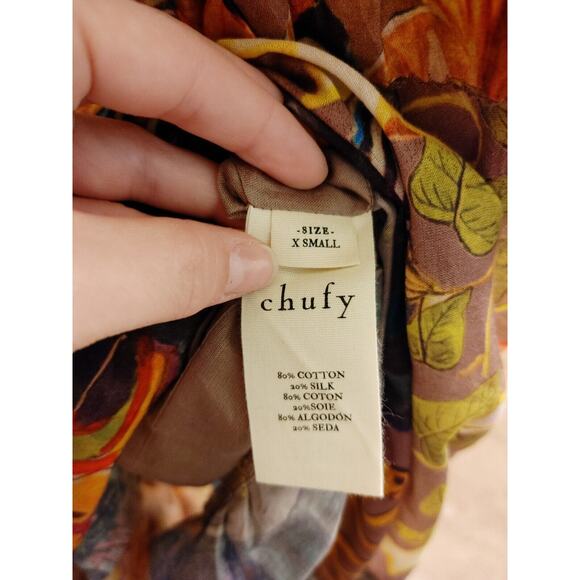 -SIZE-
X SMALL
chufy
80% COTTON
20% SILK
80% COTON
20%SOIE
80% ALGODÓN
20% SEDA